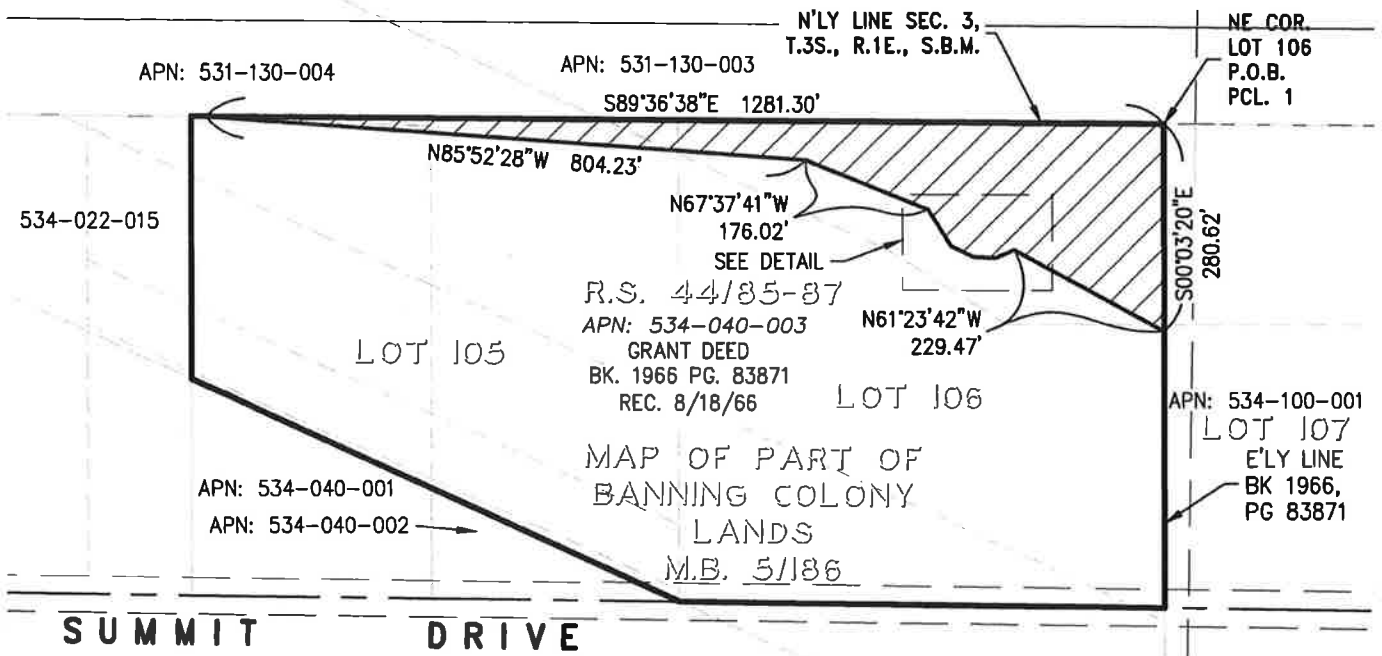 N'LY LINE SEC. 3,
T.3S., R.1E., S.B.M.
NE COR.
LOT 106
P.O.B.
PCL. 1
APN: 531-130-004
APN: 531-130-003
S89°36'38"E 1281.30'
N85°52'28"W 804.23'
534-022-015
N67°37'41"W
176.02'
SEE DETAIL
S00°03'20"E
280.62'
R.S. 44/85-87
APN: 534-040-003
GRANT DEED
BK. 1966 PG. 83871
REC. 8/18/66
N61°23'42"W
229.47'
LOT 105
LOT 106
APN: 534-100-001
LOT 107
E'LY LINE
BK 1966,
PG 83871
MAP OF PART OF
BANNING COLONY
LANDS
M.B. 5/186
APN: 534-040-001
APN: 534-040-002
SUMMIT DRIVE